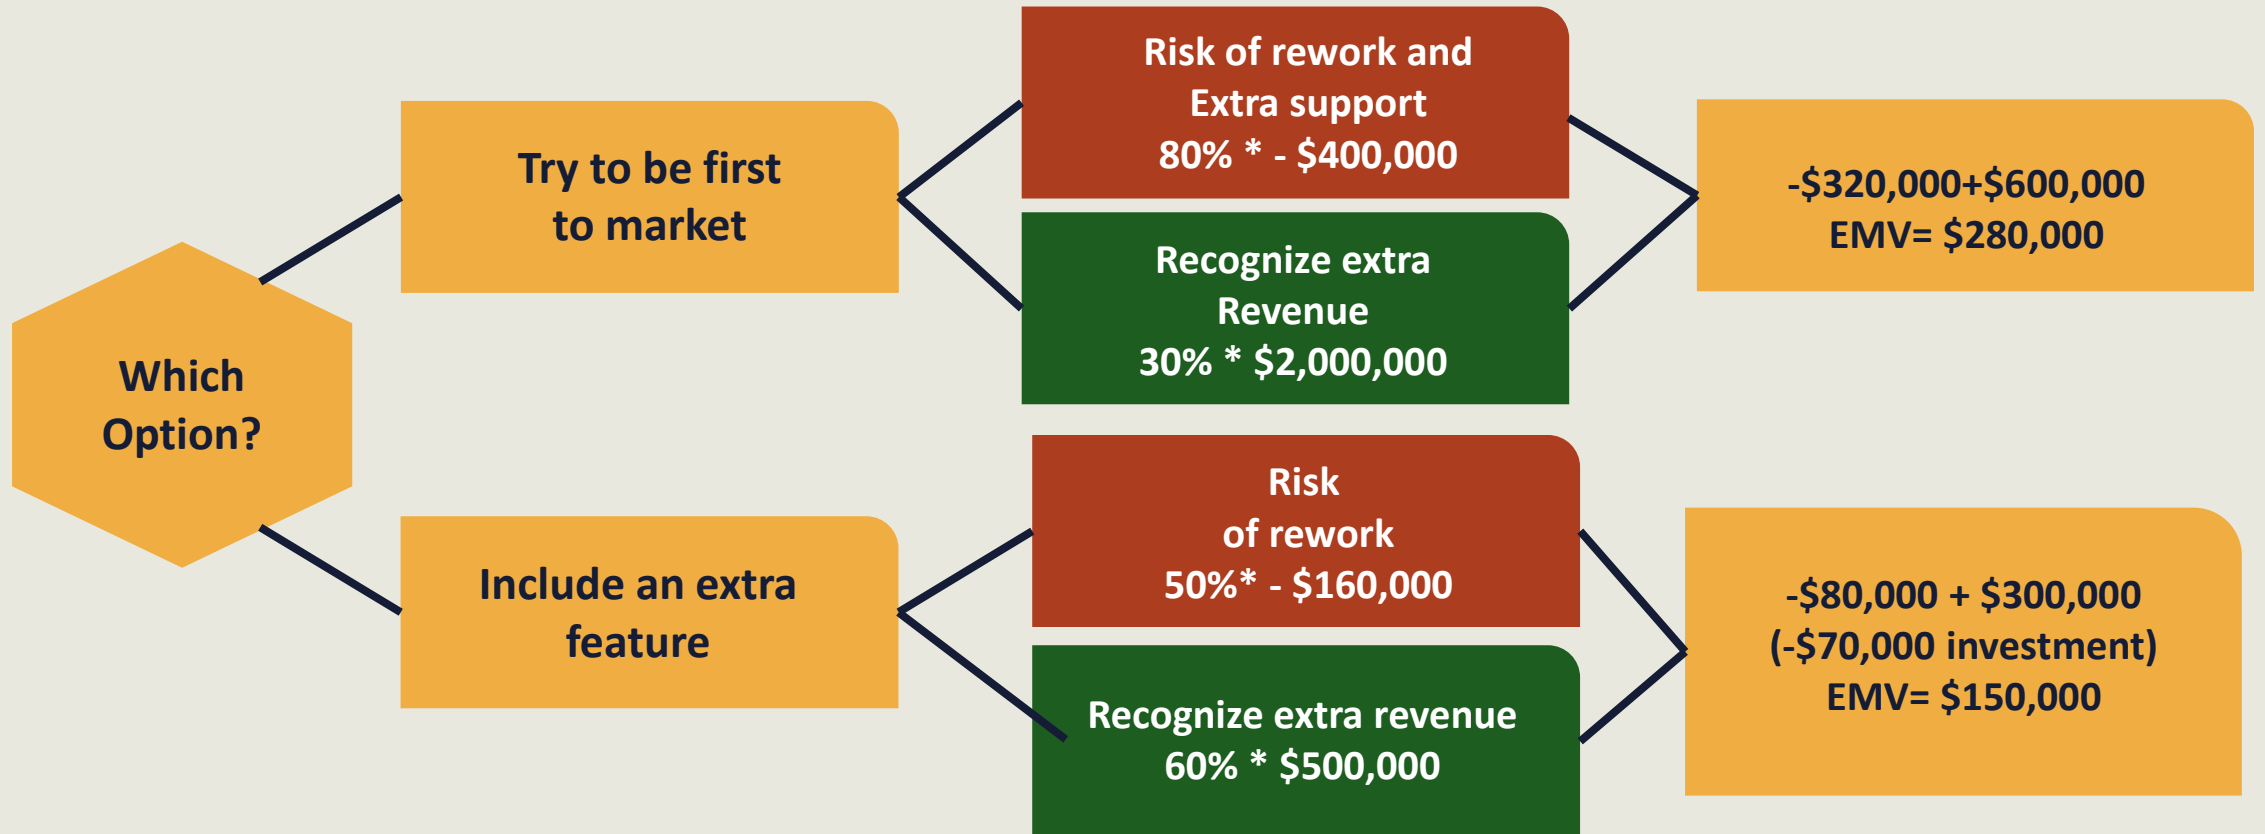 Which
Option?
Try to be first
to market
Risk of rework and
Extra support
80% * - $400,000
Recognize extra
Revenue
30% * $2,000,000
-$320,000+$600,000
EMV= $280,000
Include an extra
feature
Risk
of rework
50%* - $160,000
Recognize extra revenue
60% * $500,000
-$80,000 + $300,000
(-$70,000 investment)
EMV= $150,000